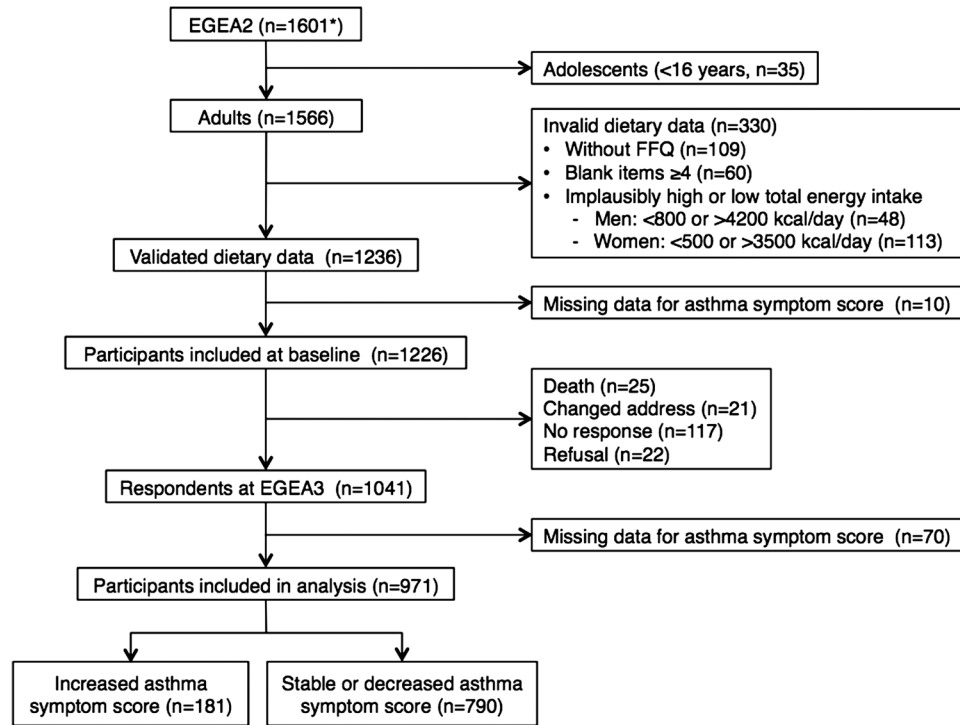 EGEA2 (n=1601*)
Adolescents (<16 years, n=35)
Adults (n=1566)
Invalid dietary data (n=330)
• Without FFQ (n=109)
• Blank items ≥4 (n=60)
• Implausibly high or low total energy intake
- Men: <800 or >4200 kcal/day (n=48)
- Women: <500 or >3500 kcal/day (n=113)
Validated dietary data (n=1236)
Missing data for asthma symptom score (n=10)
Participants included at baseline (n=1226)
Death (n=25)
Changed address (n=21)
No response (n=117)
Refusal (n=22)
Respondents at EGEA3 (n=1041)
Missing data for asthma symptom score (n=70)
Participants included in analysis (n=971)
Increased asthma
symptom score (n=181)
Stable or decreased asthma
symptom score (n=790)